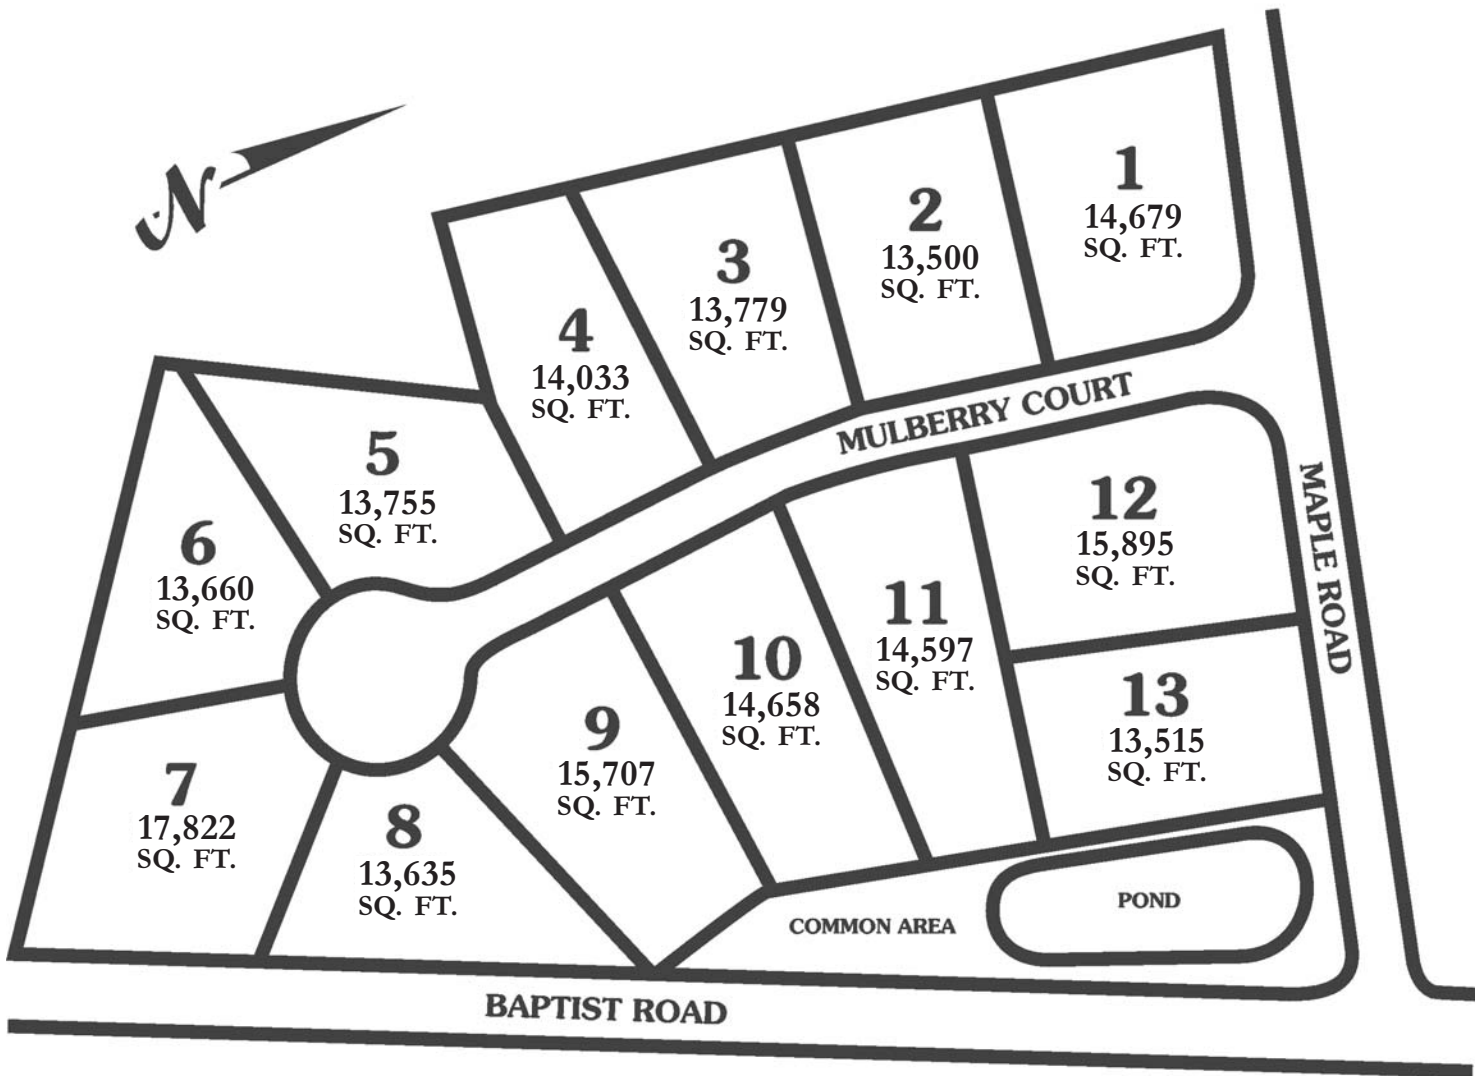 N
1
14,679
SQ. FT.
2
13,500
SQ. FT.
3
13,779
SQ. FT.
4
14,033
SQ. FT.
5
13,755
SQ. FT.
6
13,660
SQ. FT.
7
17,822
SQ. FT.
8
13,635
SQ. FT.
9
15,707
SQ. FT.
10
14,658
SQ. FT.
11
14,597
SQ. FT.
12
15,895
SQ. FT.
13
13,515
SQ. FT.
MULBERRY COURT
MAPLE ROAD
COMMON AREA
POND
BAPTIST ROAD